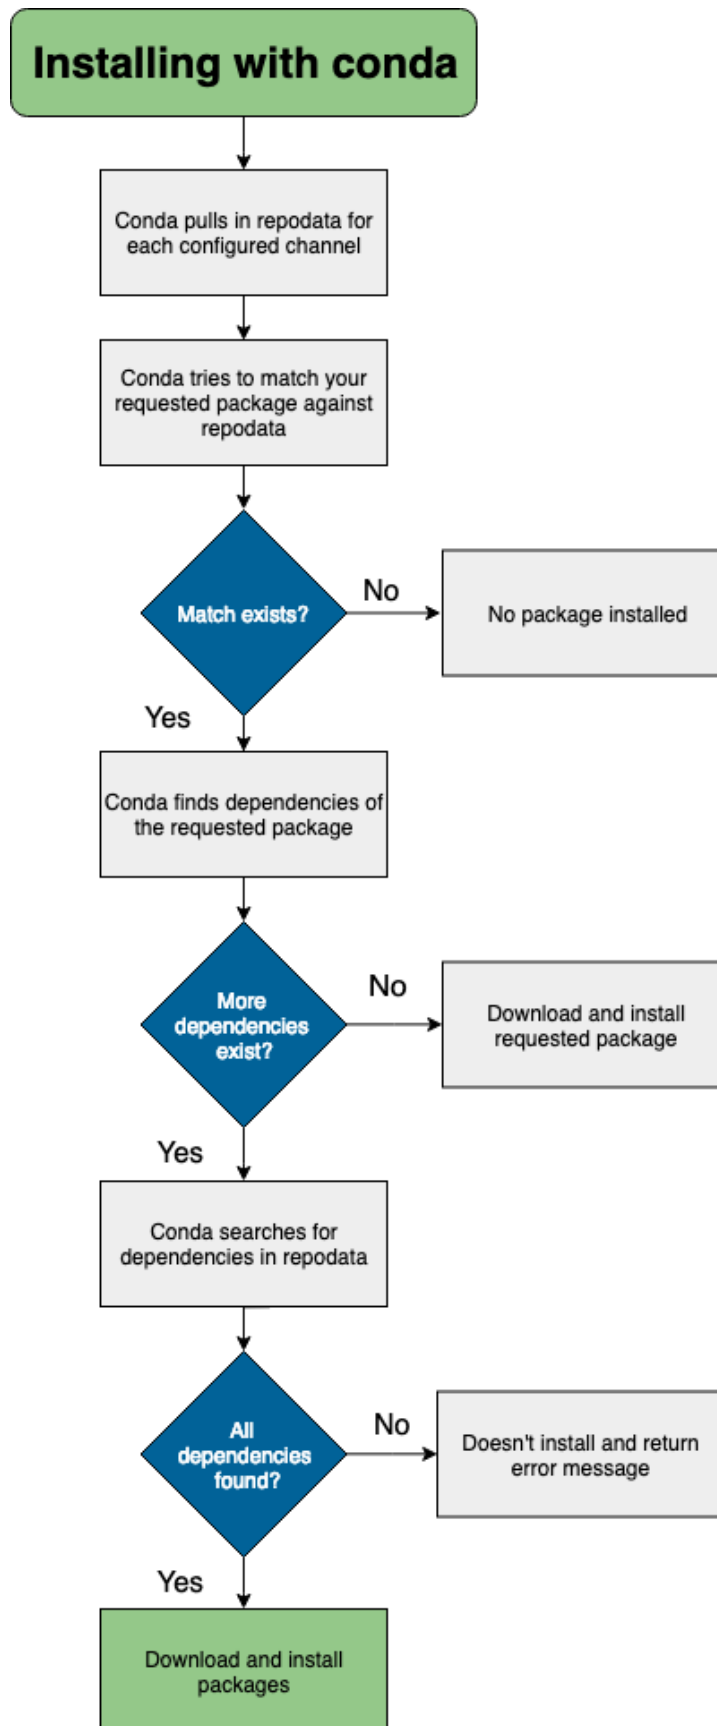 Installing with conda
Conda pulls in repodata for
each configured channel
Conda tries to match your
requested package against
repodata
Match exists?
No
No package installed
Yes
Conda finds dependencies of
the requested package
More
dependencies
exist?
No
Download and install
requested package
Yes
Conda searches for
dependencies in repodata
All
dependencies
found?
No
Doesn't install and return
error message
Yes
Download and install
packages